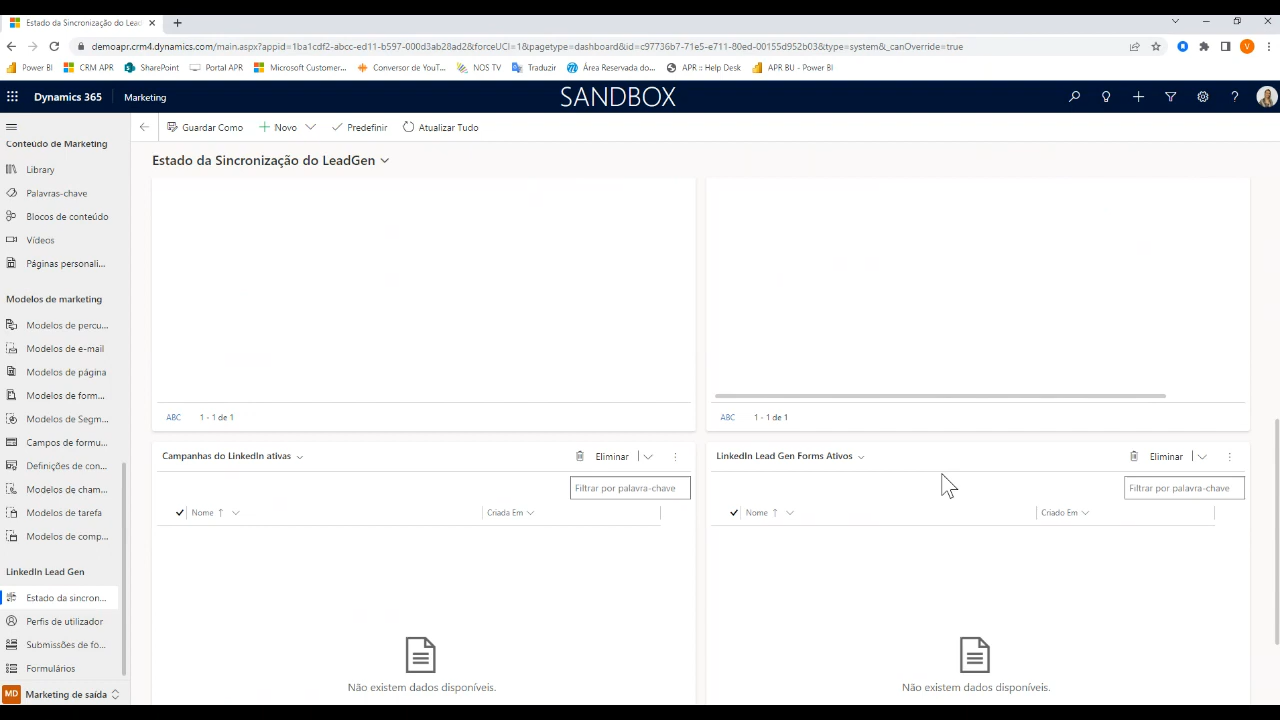 Estado da Sincronização do Lead
demoapr.crm4.dynamics.com/main.aspx?appid=1ba1cdf2-abcc-ed11-b597-000d3ab28ad2&forceUCI=1&pagetype=dashboard&id=c97736b7-71e5-e711-80ed-00155d952b03&type=system&_canOverride=true
V
Power BI CRM APR SharePoint Portal APR Microsoft Customer... Conversor de YouT... NOS TV Traduzir Área Reservada do... APR :: Help Desk APR BU - Power BI
Dynamics 365 Marketing SANDBOX
Guardar Como Novo Predefinir Atualizar Tudo
Estado da Sincronização do LeadGen
Conteúdo de Marketing
Library
Palavras-chave
Blocos de conteúdo
Vídeos
Páginas personali...
Modelos de marketing
Modelos de percu...
Modelos de e-mail
Modelos de página
Modelos de form...
Modelos de Segm...
Campos de formu...
Definições de con...
Modelos de cham...
Modelos de tarefa
Modelos de comp...
LinkedIn Lead Gen
Estado da sincron...
Perfis de utilizador
Submissões de fo...
Formulários
MD Marketing de saída
ABC 1 - 1 de 1
ABC 1 - 1 de 1
Campanhas do LinkedIn ativas Eliminar
Filtrar por palavra-chave
Nome Criada Em
Não existem dados disponíveis.
LinkedIn Lead Gen Forms Ativos Eliminar
Filtrar por palavra-chave
Nome Criado Em
Não existem dados disponíveis.